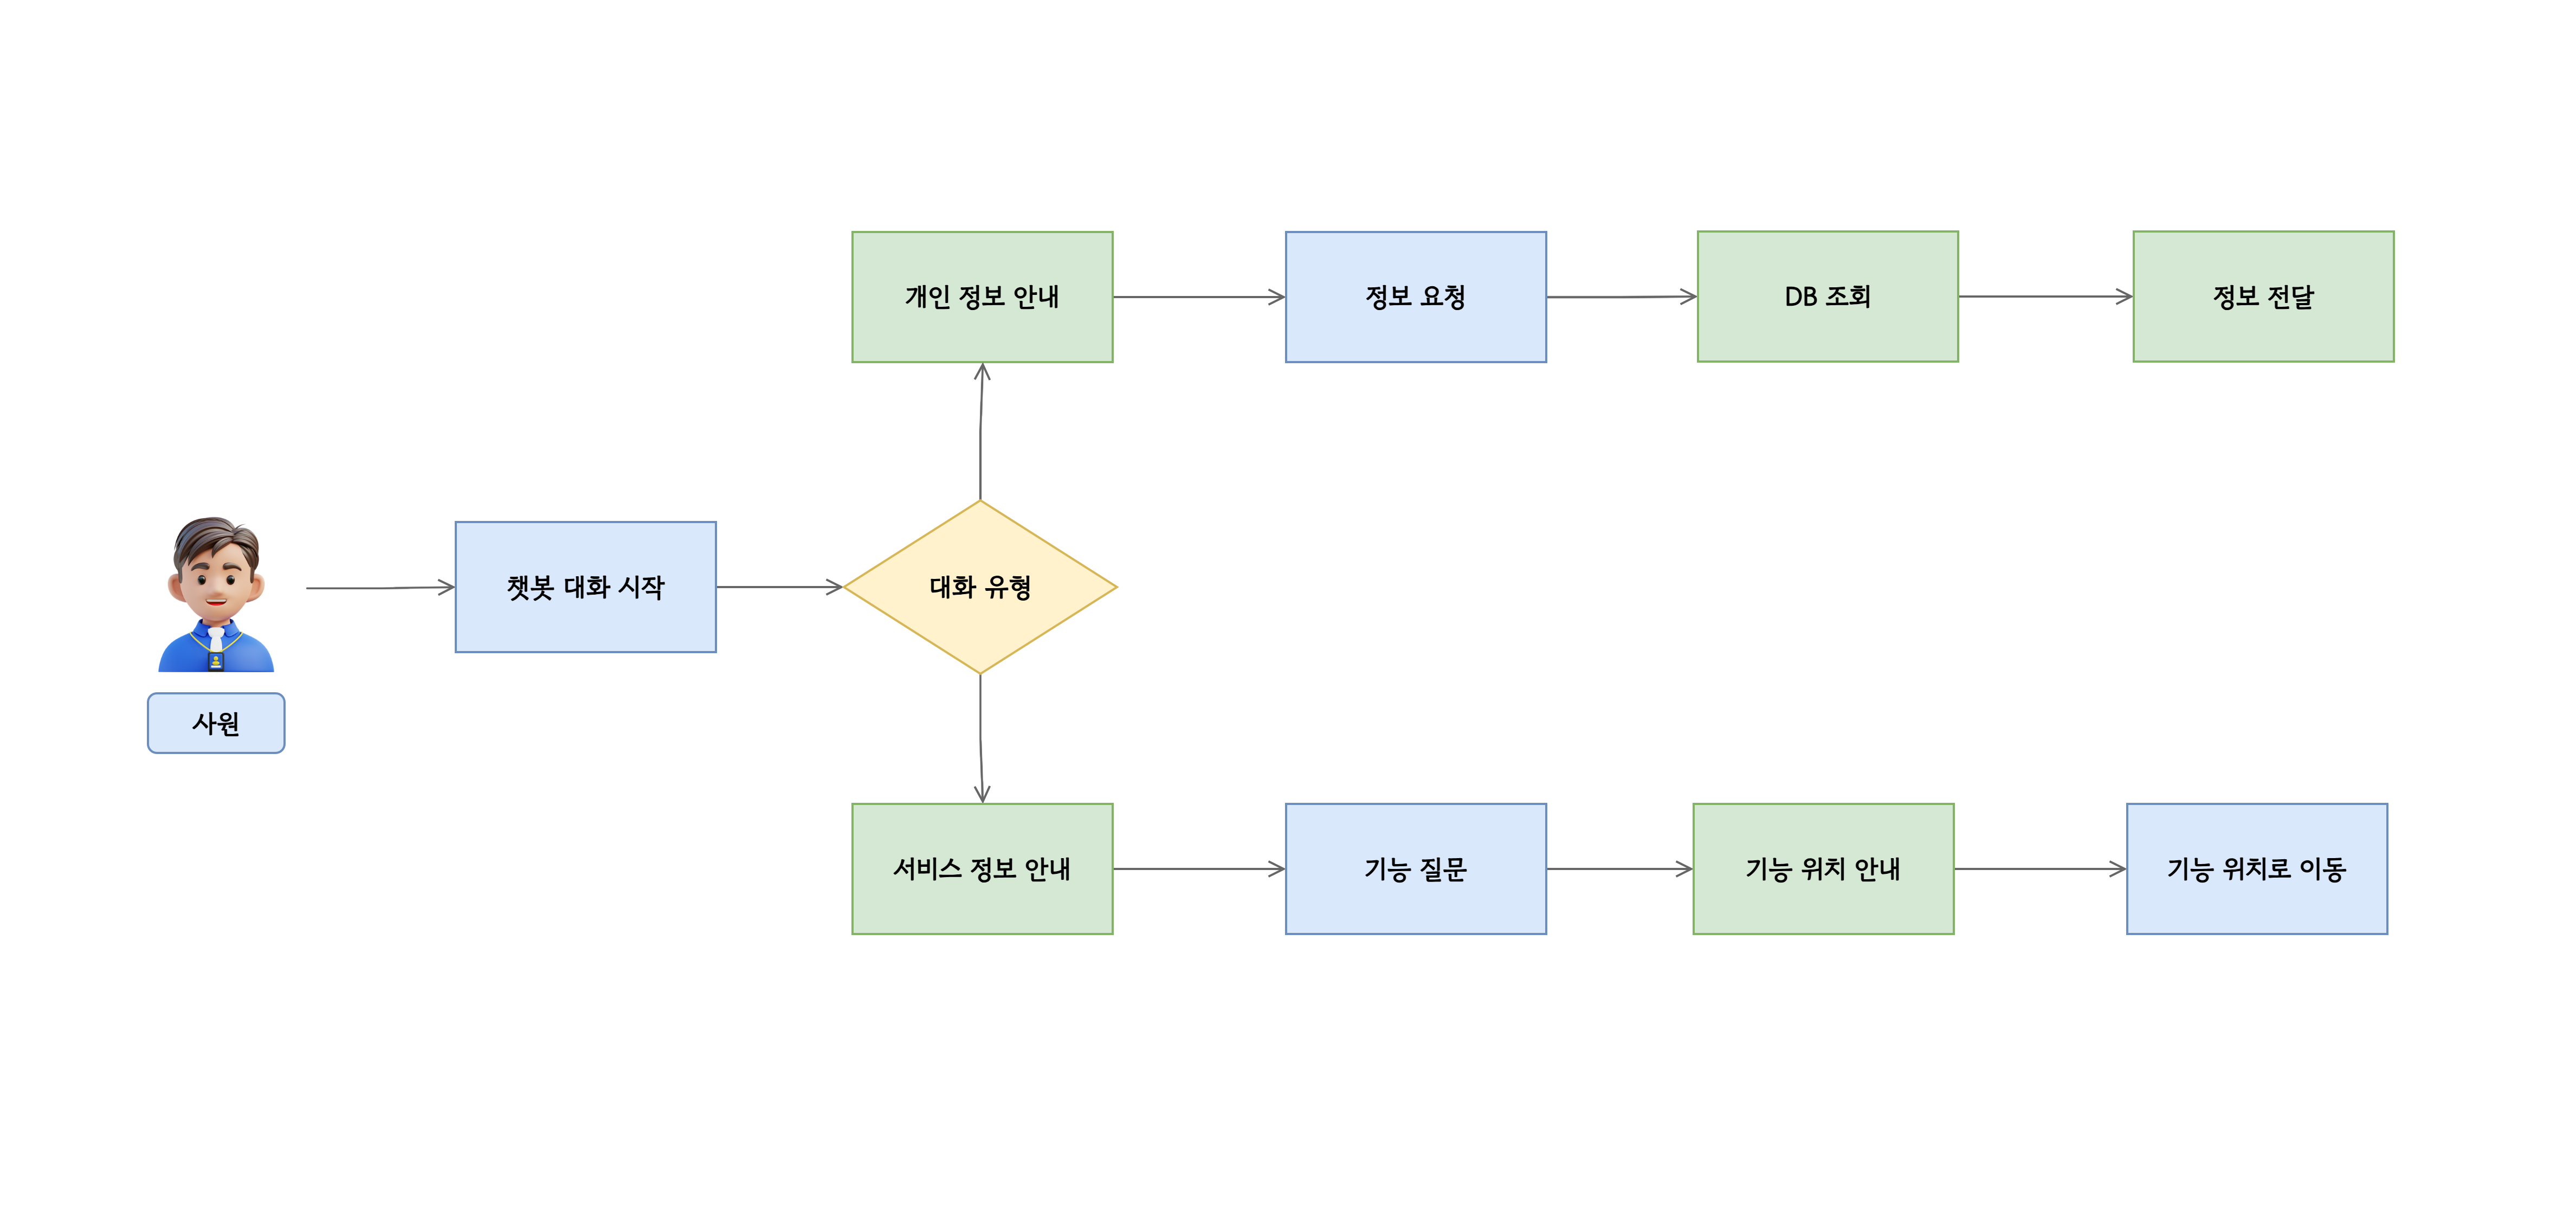 개인 정보 안내
정보 요청
DB 조회
정보 전달
챗봇 대화 시작
대화 유형
사원
서비스 정보 안내
기능 질문
기능 위치 안내
기능 위치로 이동